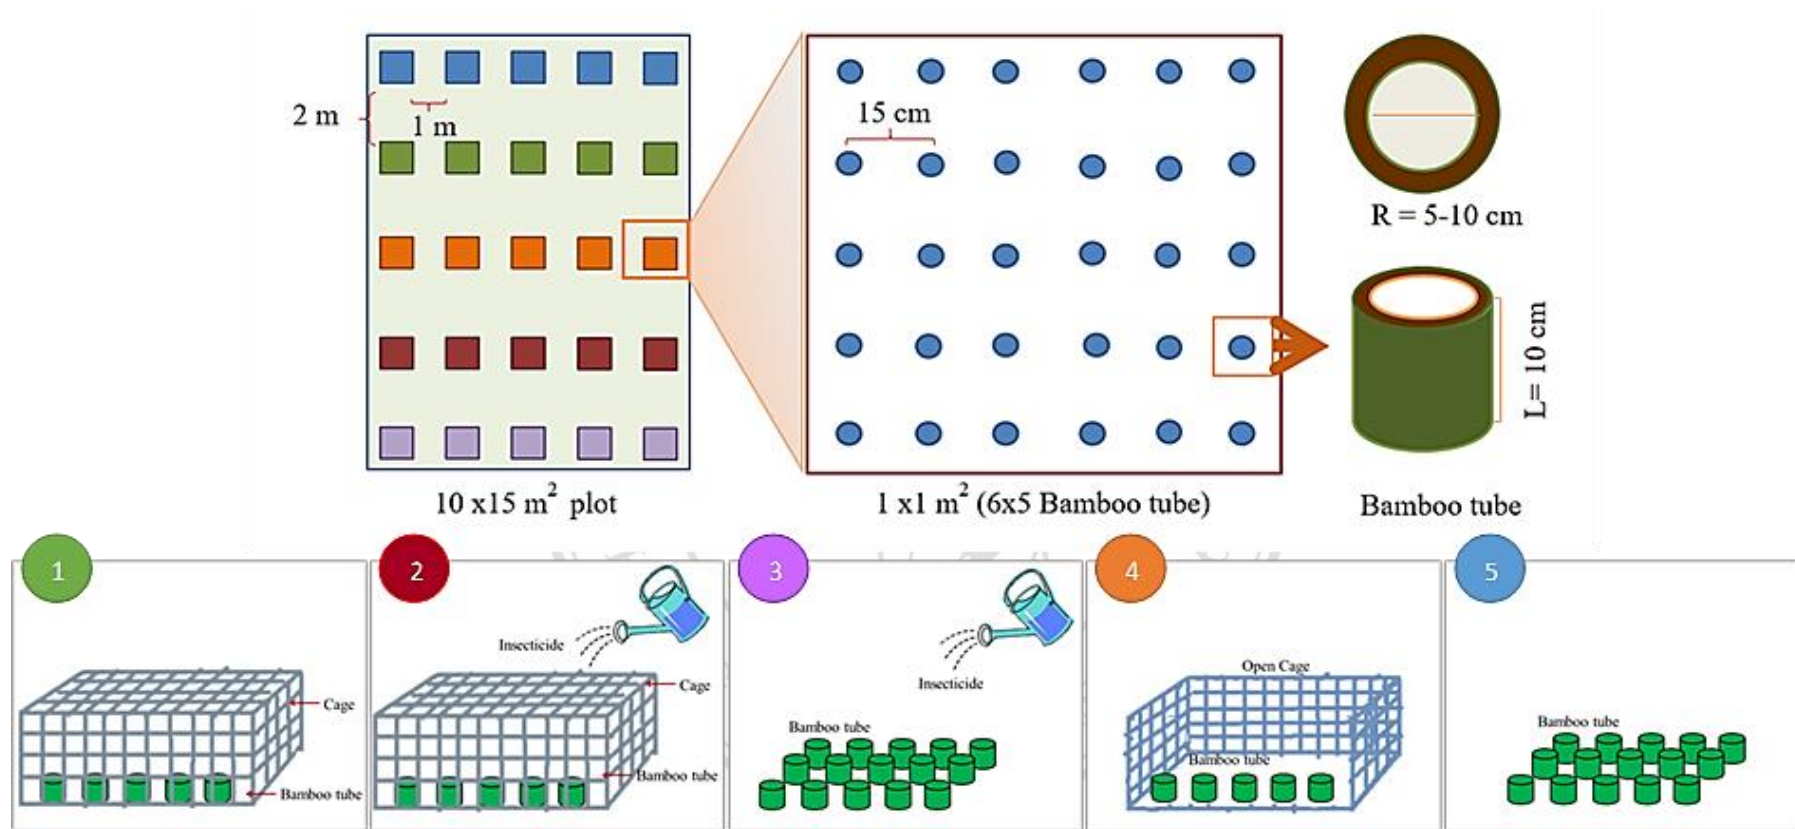 2 m
1 m
10 x15 m² plot
15 cm
1 x1 m² (6x5 Bamboo tube)
R = 5-10 cm
L= 10 cm
Bamboo tube
1
Cage
Bamboo tube
2
Insecticide
Cage
Bamboo tube
3
Insecticide
Bamboo tube
4
Open Cage
Bamboo tube
5
Bamboo tube